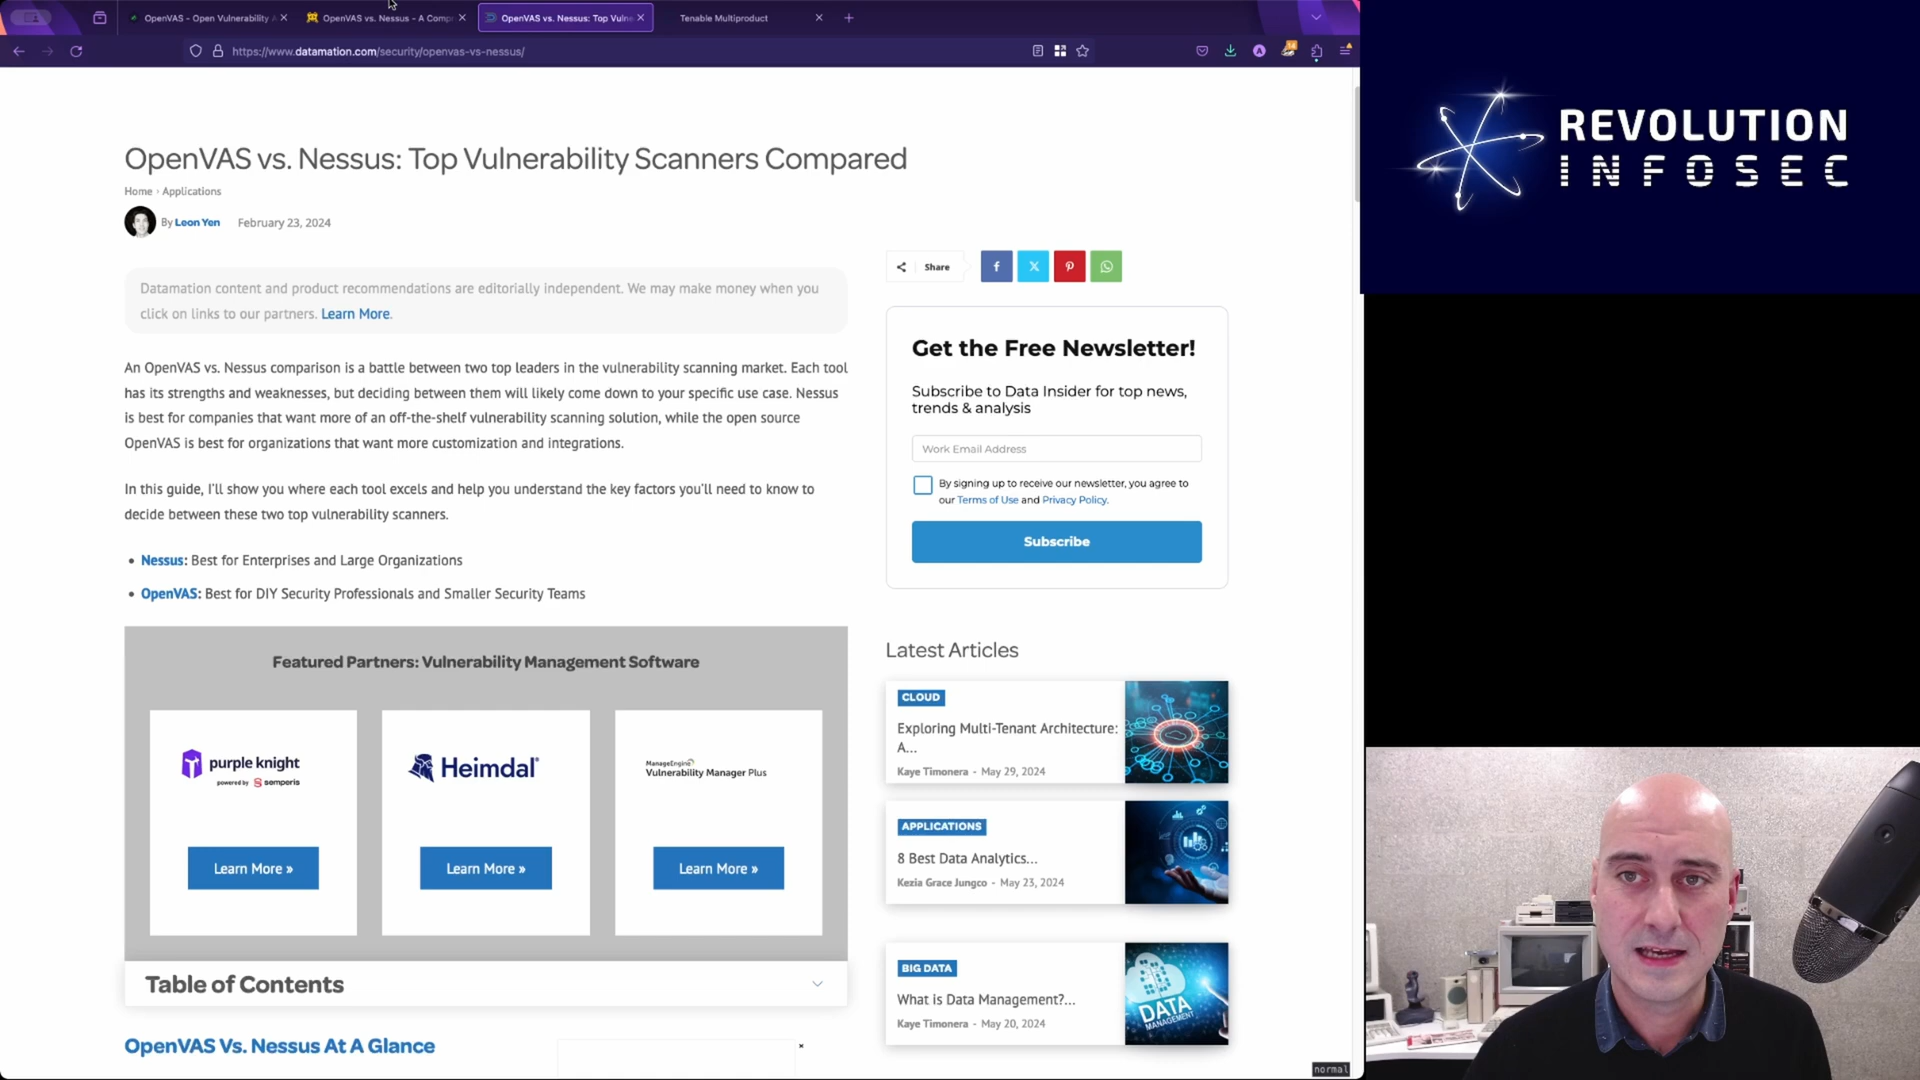 OpenVAS - Open Vulnerability A
OpenVAS vs. Nessus - A Compr
OpenVAS vs. Nessus: Top Vulne
Tenable Multiproduct
https://www.datamation.com/security/openvas-vs-nessus/
REVOLUTION
INFOSEC
OpenVAS vs. Nessus: Top Vulnerability Scanners Compared
Home › Applications
By Leon Yen February 23, 2024
Share
Datamation content and product recommendations are editorially independent. We may make money when you
click on links to our partners. Learn More.
An OpenVAS vs. Nessus comparison is a battle between two top leaders in the vulnerability scanning market. Each tool
has its strengths and weaknesses, but deciding between them will likely come down to your specific use case. Nessus
is best for companies that want more of an off-the-shelf vulnerability scanning solution, while the open source
OpenVAS is best for organizations that want more customization and integrations.
In this guide, I'll show you where each tool excels and help you understand the key factors you'll need to know to
decide between these two top vulnerability scanners.
• Nessus: Best for Enterprises and Large Organizations
• OpenVAS: Best for DIY Security Professionals and Smaller Security Teams
Get the Free Newsletter!
Subscribe to Data Insider for top news,
trends & analysis
Work Email Address
By signing up to receive our newsletter, you agree to
our Terms of Use and Privacy Policy.
Subscribe
Featured Partners: Vulnerability Management Software
purple knight
powered by semperis
Heimdal
ManageEngine
Vulnerability Manager Plus
Learn More »
Learn More »
Learn More »
Latest Articles
CLOUD
Exploring Multi-Tenant Architecture:
A...
Kaye Timonera - May 29, 2024
APPLICATIONS
8 Best Data Analytics...
Kezia Grace Jungco - May 23, 2024
BIG DATA
What is Data Management?...
Kaye Timonera - May 20, 2024
DATA
MANAGEMENT
Table of Contents
OpenVAS Vs. Nessus At A Glance
normal